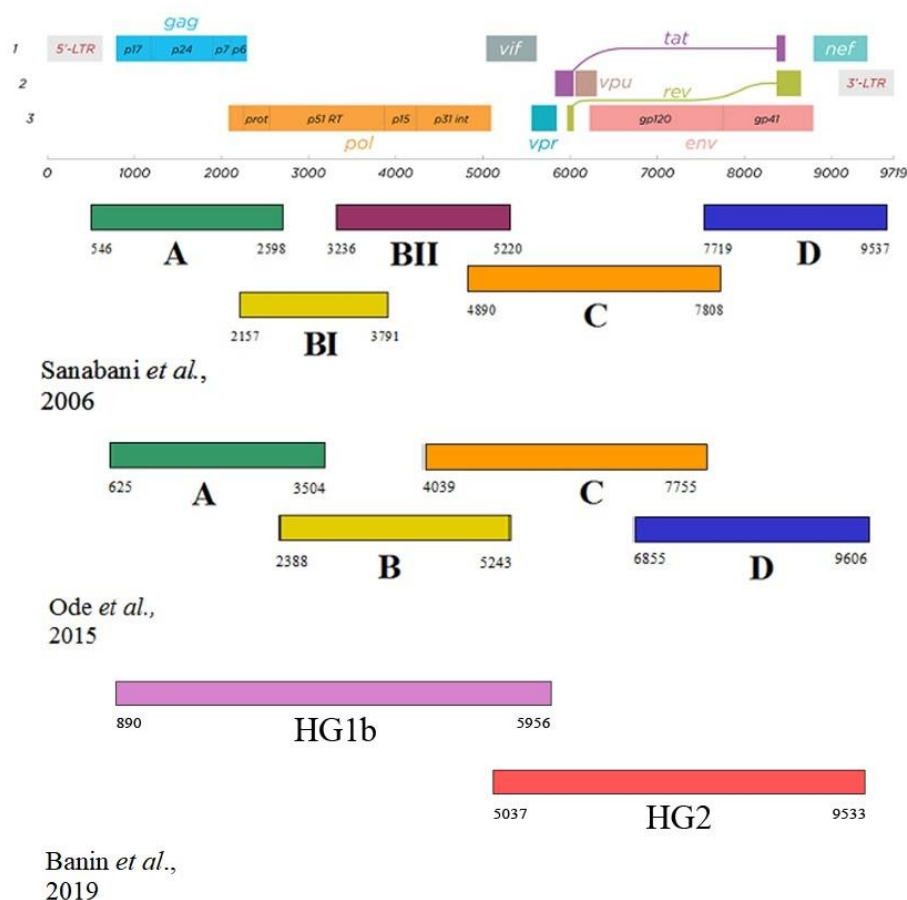 gag
tat
1 5'-LTR p17 p24 p7 p6 vif nef
2 vpu rev 3'-LTR
3 prot p51 RT p15 p31 int gp120 gp41
pol vpr env
0 1000 2000 3000 4000 5000 6000 7000 8000 9000 9719
546 A 2598 3236 BII 5220 7719 D 9537
4890 C 7808
2157 BI 3791
Sanabani et al.,
2006
625 A 3504 4039 C 7755
2388 B 5243 6855 D 9606
Ode et al.,
2015
890 HG1b 5956
5037 HG2 9533
Banin et al.,
2019